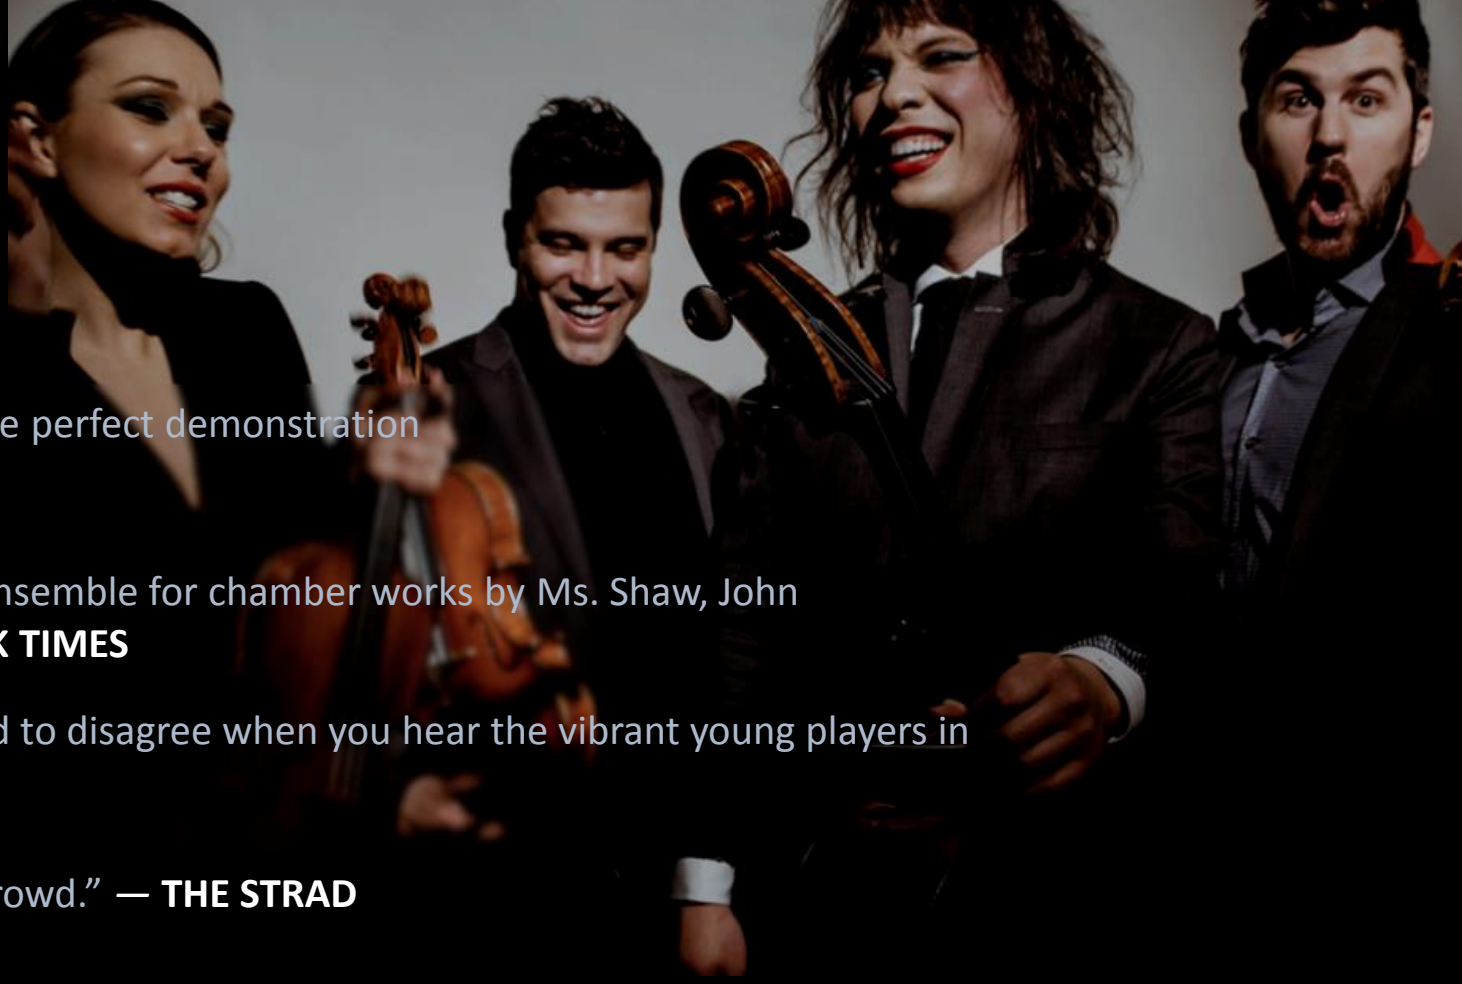 e perfect demonstration
nsemble for chamber works by Ms. Shaw, John
K TIMES
d to disagree when you hear the vibrant young players in
rowd.” — THE STRAD